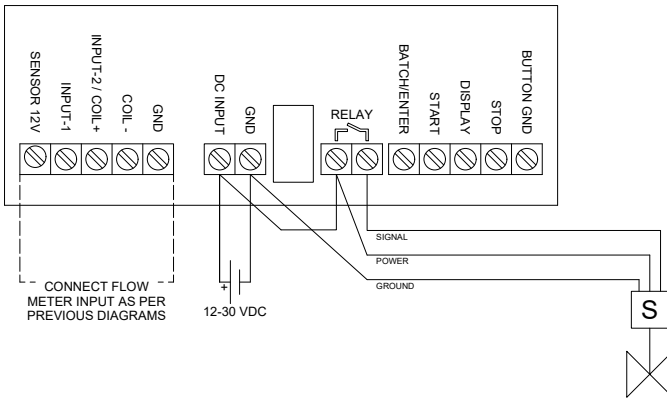 SENSOR 12V
INPUT-1
INPUT-2 / COIL+
COIL -
GND
DC INPUT
GND
RELAY
BATCH/ENTER
START
DISPLAY
STOP
BUTTON GND
SIGNAL
POWER
GROUND
+
12-30 VDC
CONNECT FLOW
METER INPUT AS PER
PREVIOUS DIAGRAMS
S